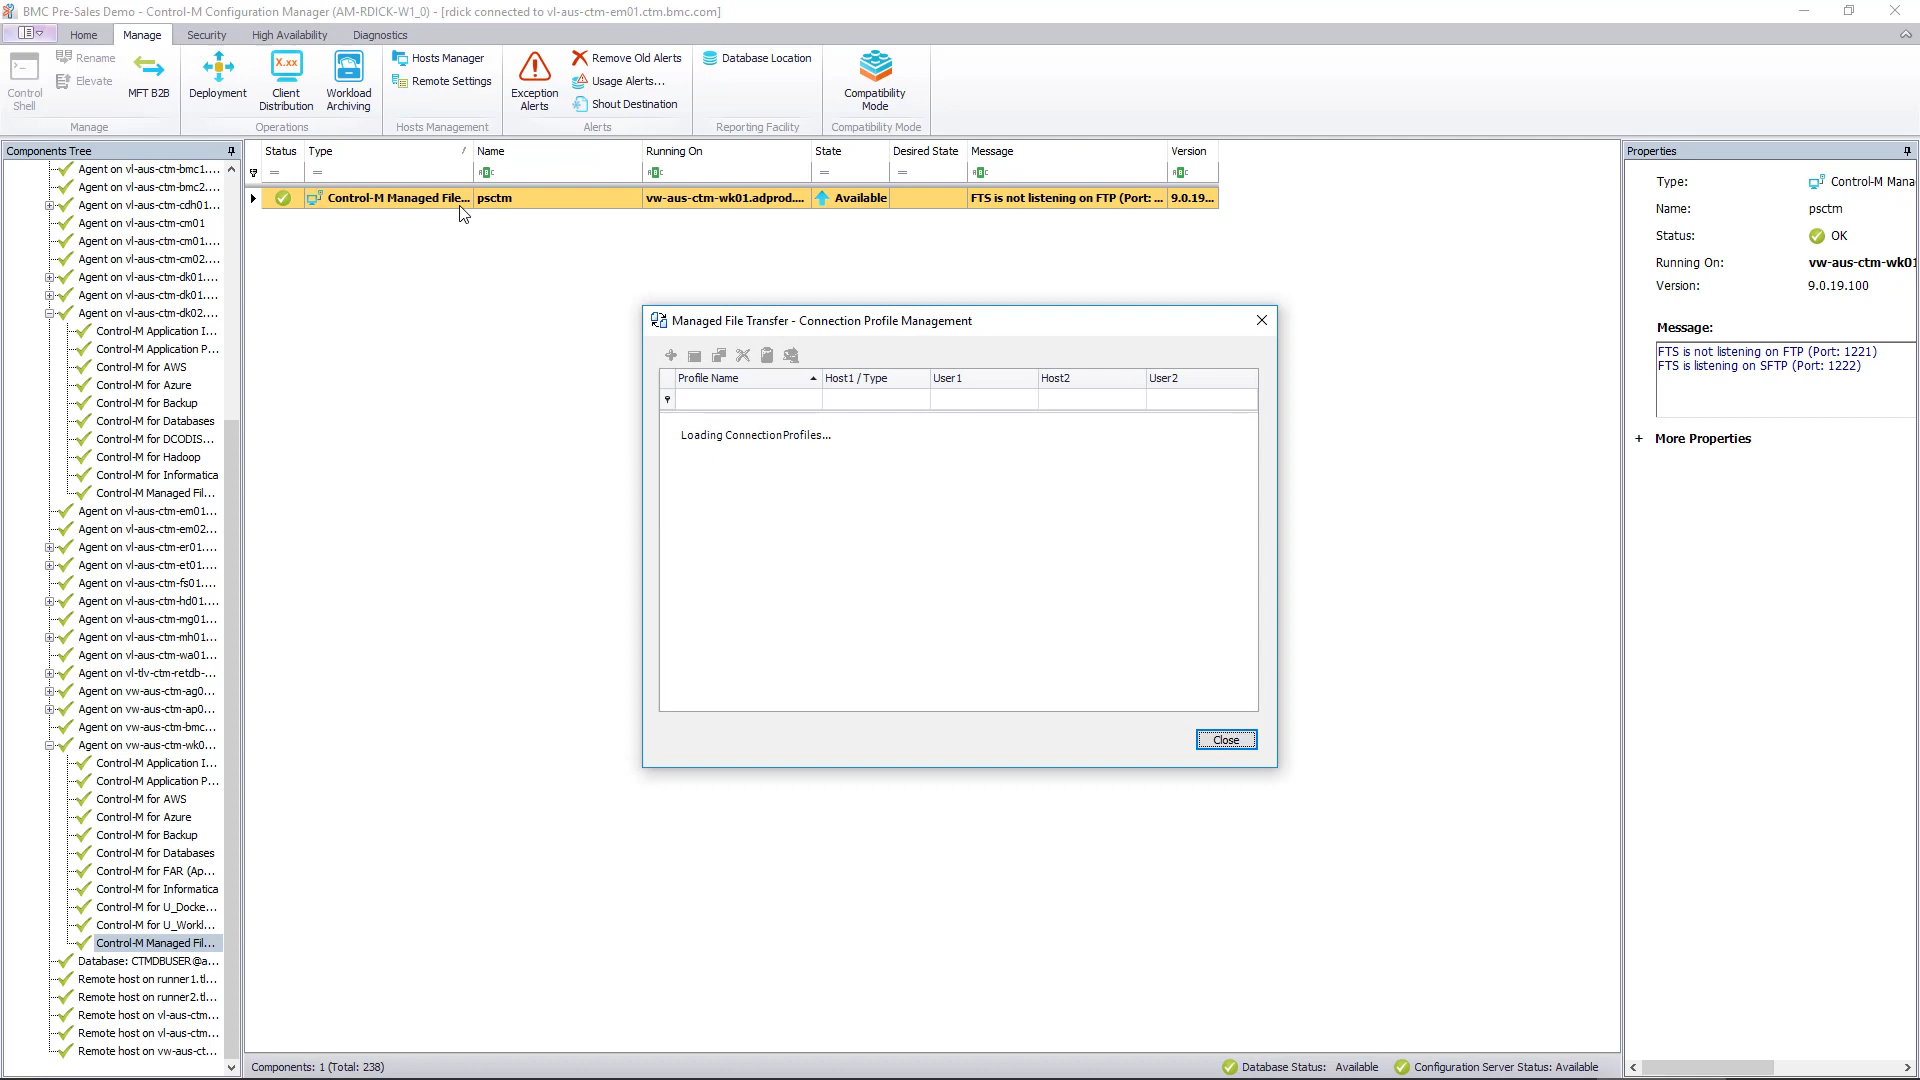 BMC Pre-Sales Demo - Control-M Configuration Manager (AM-RDICK-W1_0) - [rdick connected to vl-aus-ctm-em01.ctm.bmc.com]
Home Manage Security High Availability Diagnostics
Control Shell
Rename
Elevate
MFT B2B
Manage
Deployment
Client Distribution
Workload Archiving
Operations
Hosts Manager
Remote Settings
Hosts Management
Exception Alerts
Remove Old Alerts
Usage Alerts...
Shout Destination
Alerts
Database Location
Reporting Facility
Compatibility Mode
Compatibility Mode
Components Tree
Agent on vl-aus-ctm-bmc1....
Agent on vl-aus-ctm-bmc2....
Agent on vl-aus-ctm-cdh01...
Agent on vl-aus-ctm-cm01
Agent on vl-aus-ctm-cm01....
Agent on vl-aus-ctm-cm02....
Agent on vl-aus-ctm-dk01....
Agent on vl-aus-ctm-dk01....
Agent on vl-aus-ctm-dk02....
Control-M Application I...
Control-M Application P...
Control-M for AWS
Control-M for Azure
Control-M for Backup
Control-M for Databases
Control-M for DCODIS...
Control-M for Hadoop
Control-M for Informatica
Control-M Managed Fil...
Agent on vl-aus-ctm-em01...
Agent on vl-aus-ctm-em02...
Agent on vl-aus-ctm-er01....
Agent on vl-aus-ctm-et01....
Agent on vl-aus-ctm-fs01....
Agent on vl-aus-ctm-hd01....
Agent on vl-aus-ctm-mg01...
Agent on vl-aus-ctm-mh01...
Agent on vl-aus-ctm-wa01...
Agent on vl-tlv-ctm-retdb-...
Agent on vw-aus-ctm-ag0...
Agent on vw-aus-ctm-ap0...
Agent on vw-aus-ctm-bmc...
Agent on vw-aus-ctm-wk0...
Control-M Application I...
Control-M Application P...
Control-M for AWS
Control-M for Azure
Control-M for Backup
Control-M for Databases
Control-M for FAR (Ap...
Control-M for Informatica
Control-M for U_Docke...
Control-M for U_Workl...
Control-M Managed Fil...
Database: CTMDBUSER@a...
Remote host on runner1.tl...
Remote host on runner2.tl...
Remote host on vl-aus-ctm...
Remote host on vl-aus-ctm...
Remote host on vw-aus-ct...
Status Type Name Running On State Desired State Message Version
Control-M Managed File... psctm vw-aus-ctm-wk01.adprod.... Available FTS is not listening on FTP (Port: ... 9.0.19...
Managed File Transfer - Connection Profile Management
Profile Name Host1 / Type User1 Host2 User2
Loading ConnectionProfiles...
Close
Properties
Type: Control-M Mana
Name: psctm
Status: OK
Running On: vw-aus-ctm-wk01
Version: 9.0.19.100
Message:
FTS is not listening on FTP (Port: 1221)
FTS is listening on SFTP (Port: 1222)
+ More Properties
Components: 1 (Total: 238)
Database Status: Available
Configuration Server Status: Available